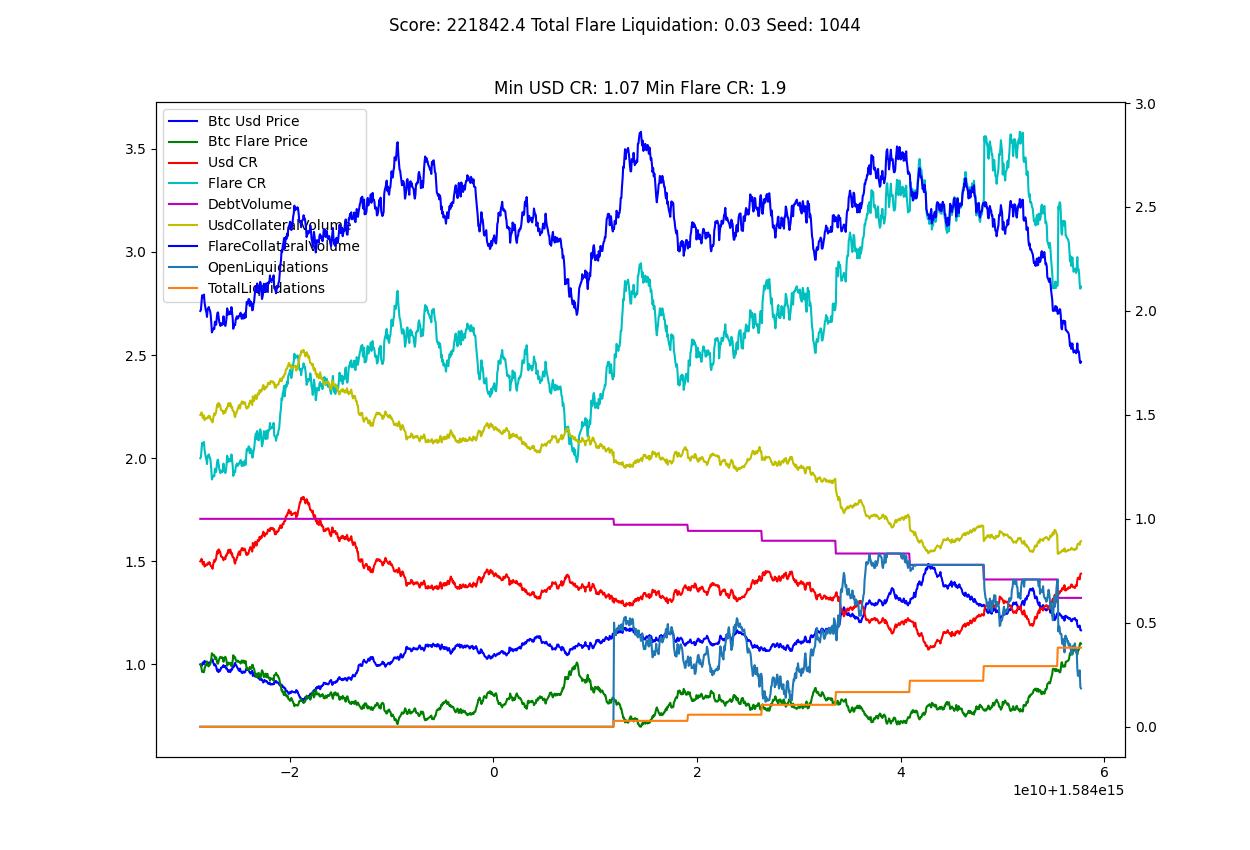 Score: 221842.4 Total Flare Liquidation: 0.03 Seed: 1044
Min USD CR: 1.07 Min Flare CR: 1.9
Btc Usd Price
Btc Flare Price
Usd CR
Flare CR
DebtVolume
UsdCollateralVolume
FlareCollateralVolume
OpenLiquidations
TotalLiquidations
3.5
3.0
2.5
2.0
1.5
1.0
3.0
2.5
2.0
1.5
1.0
0.5
0.0
−2 0 2 4 6
1e10+1.584e15